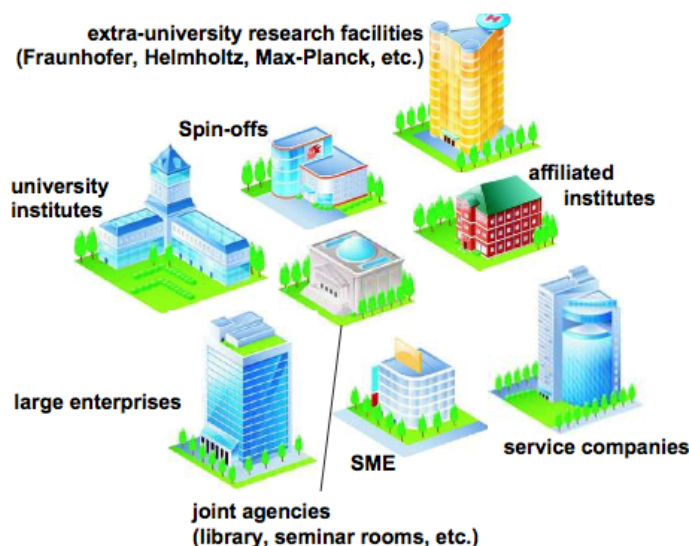 extra-university research facilities
(Fraunhofer, Helmholtz, Max-Planck, etc.)
H
Spin-offs
university
institutes
affiliated
institutes
large enterprises
SME
service companies
joint agencies
(library, seminar rooms, etc.)